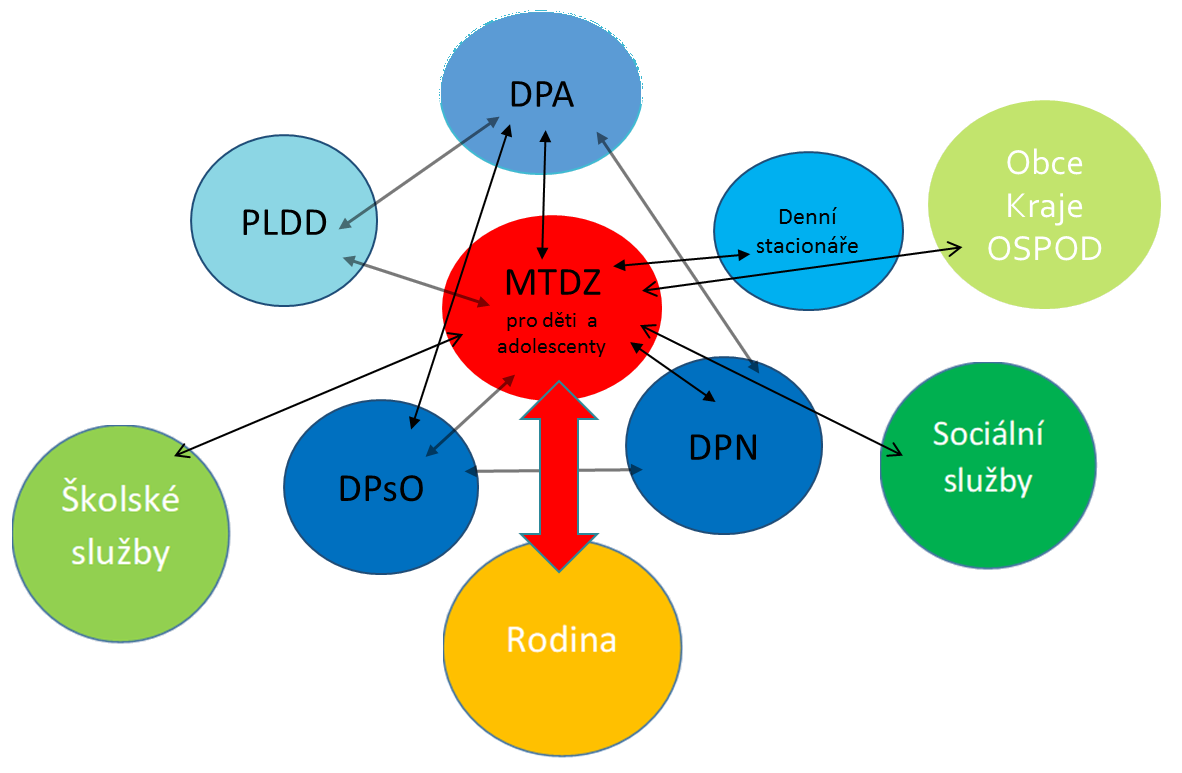 DPA
PLDD
Denní
stacionáře
Obce
Kraje
OSPOD
MTDZ
pro děti a
adolescenty
Školské
služby
DPsO
DPN
Sociální
služby
Rodina